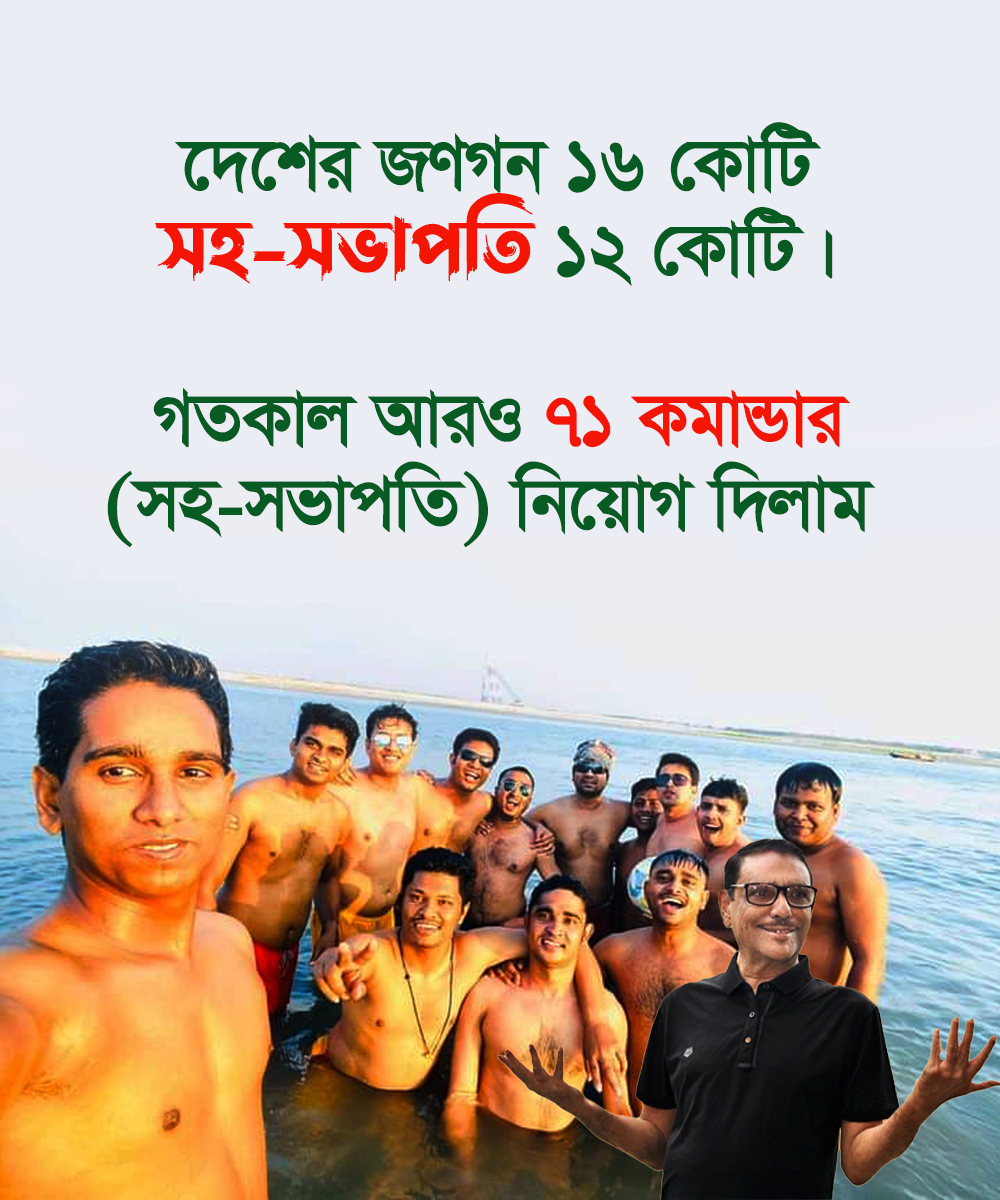 দেশের জণগন ১৬ কোটি
সহ-সভাপতি ১২ কোটি।
গতকাল আরও ৭১ কমান্ডার
(সহ-সভাপতি) নিয়োগ দিলাম